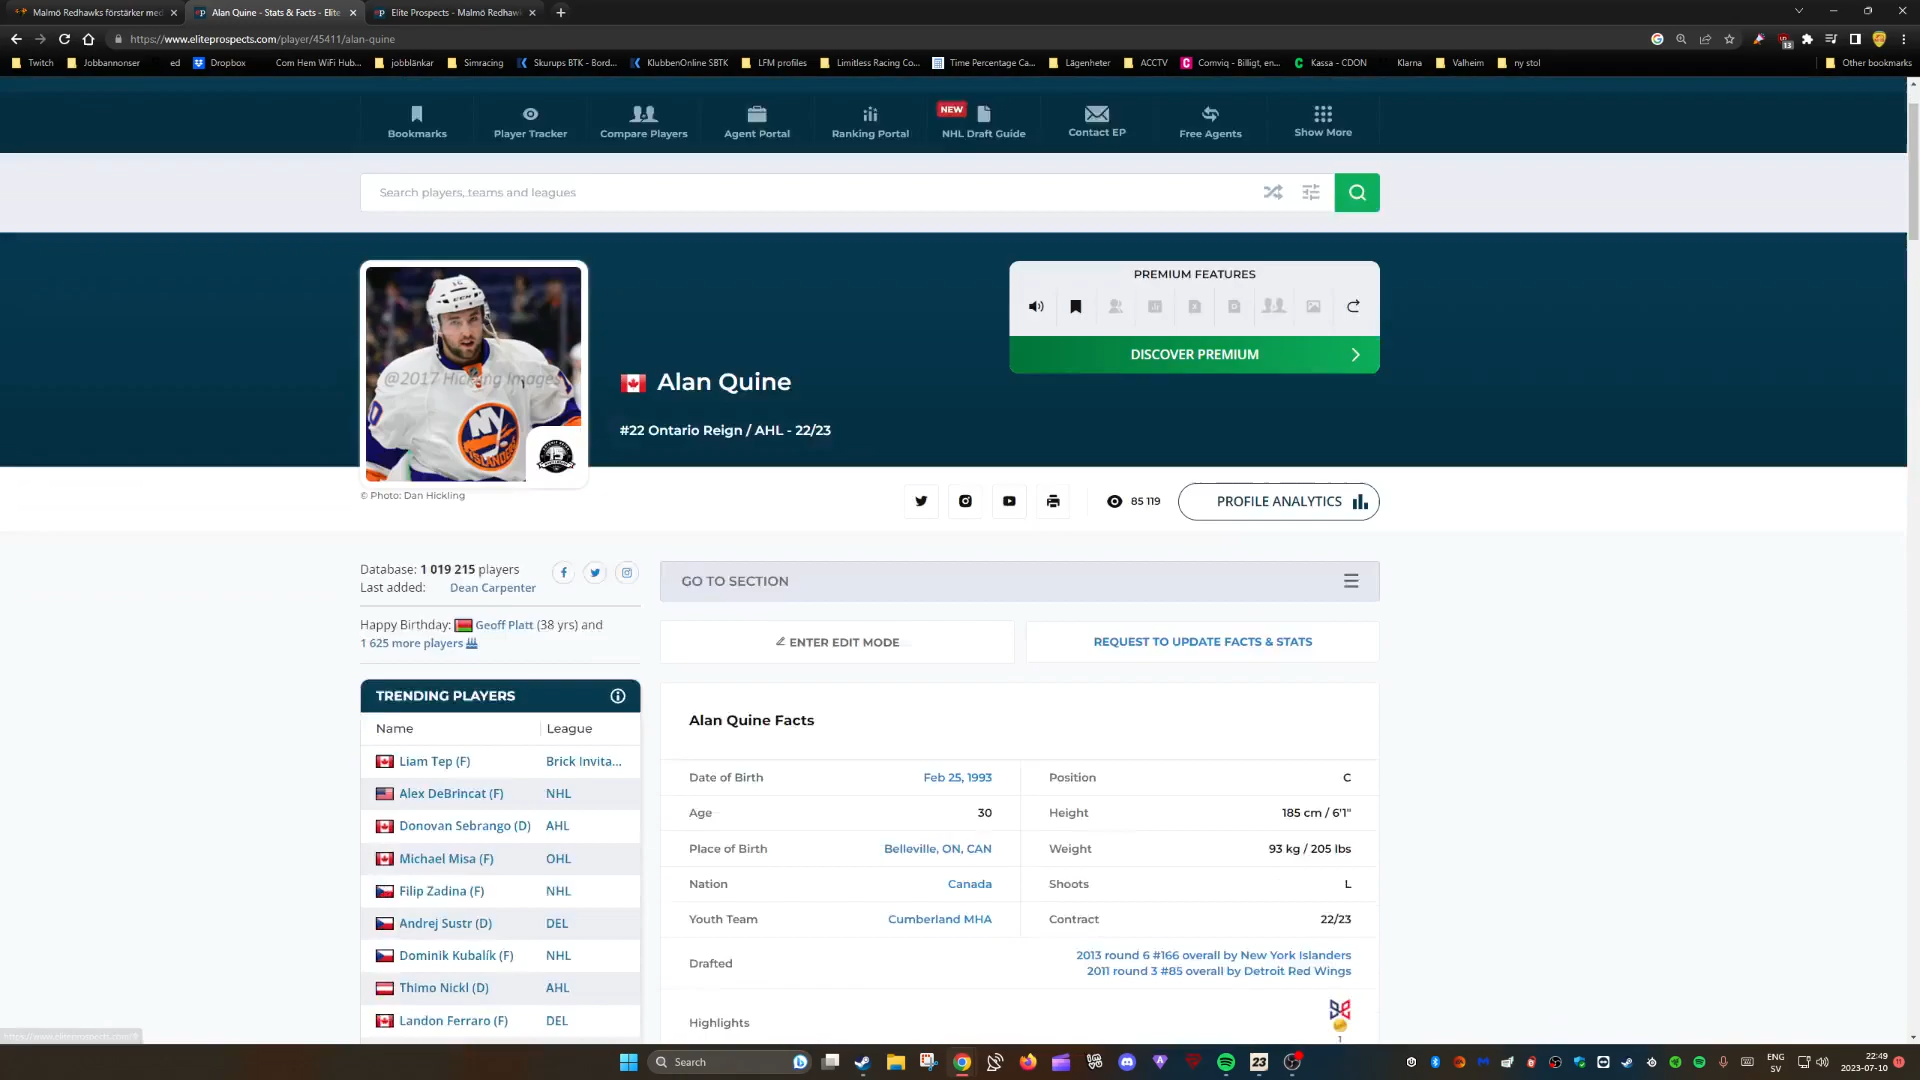 Malmö Redhawks förstärker med
Alan Quine - Stats & Facts - Elite
Elite Prospects - Malmö Redhawk
https://www.eliteprospects.com/player/45411/alan-quine
Twitch
Jobbannonser
ed
Dropbox
Com Hem WiFi Hub...
jobblänkar
Simracing
Skurups BTK - Bord...
KlubbenOnline SBTK
LFM profiles
Limitless Racing Co...
Time Percentage Ca...
Lägenheter
ACCTV
Comviq - Billigt, en...
Kassa - CDON
Klarna
Valheim
ny stol
Other bookmarks
Bookmarks
Player Tracker
Compare Players
Agent Portal
Ranking Portal
NEW
NHL Draft Guide
Contact EP
Free Agents
Show More
Search players, teams and leagues
@2017 Hickling Images
Alan Quine
#22 Ontario Reign / AHL - 22/23
PREMIUM FEATURES
DISCOVER PREMIUM
© Photo: Dan Hickling
85 119
PROFILE ANALYTICS
Database: 1 019 215 players
Last added: Dean Carpenter
Happy Birthday: Geoff Platt (38 yrs) and
1 625 more players
TRENDING PLAYERS
Name League
Liam Tep (F) Brick Invita...
Alex DeBrincat (F) NHL
Donovan Sebrango (D) AHL
Michael Misa (F) OHL
Filip Zadina (F) NHL
Andrej Sustr (D) DEL
Dominik Kubalík (F) NHL
Thimo Nickl (D) AHL
Landon Ferraro (F) DEL
GO TO SECTION
ENTER EDIT MODE
REQUEST TO UPDATE FACTS & STATS
Alan Quine Facts
Date of Birth Feb 25, 1993
Position C
Age 30
Height 185 cm / 6'1"
Place of Birth Belleville, ON, CAN
Weight 93 kg / 205 lbs
Nation Canada
Shoots L
Youth Team Cumberland MHA
Contract 22/23
Drafted
2013 round 6 #166 overall by New York Islanders
2011 round 3 #85 overall by Detroit Red Wings
Highlights
1
Search
23
ENG
SV
22:49
2023-07-10